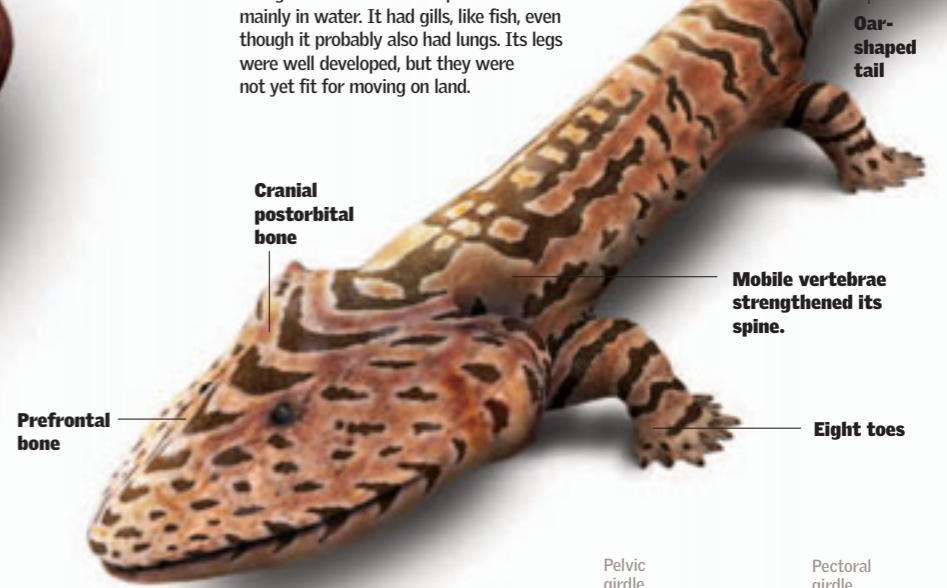 mainly in water. It had gills, like fish, even
though it probably also had lungs. Its legs
were well developed, but they were
not yet fit for moving on land.
Oar-
shaped
tail
Cranial
postorbital
bone
Mobile vertebrae
strengthened its
spine.
Prefrontal
bone
Eight toes
Pelvic
girdle
Pectoral
girdle